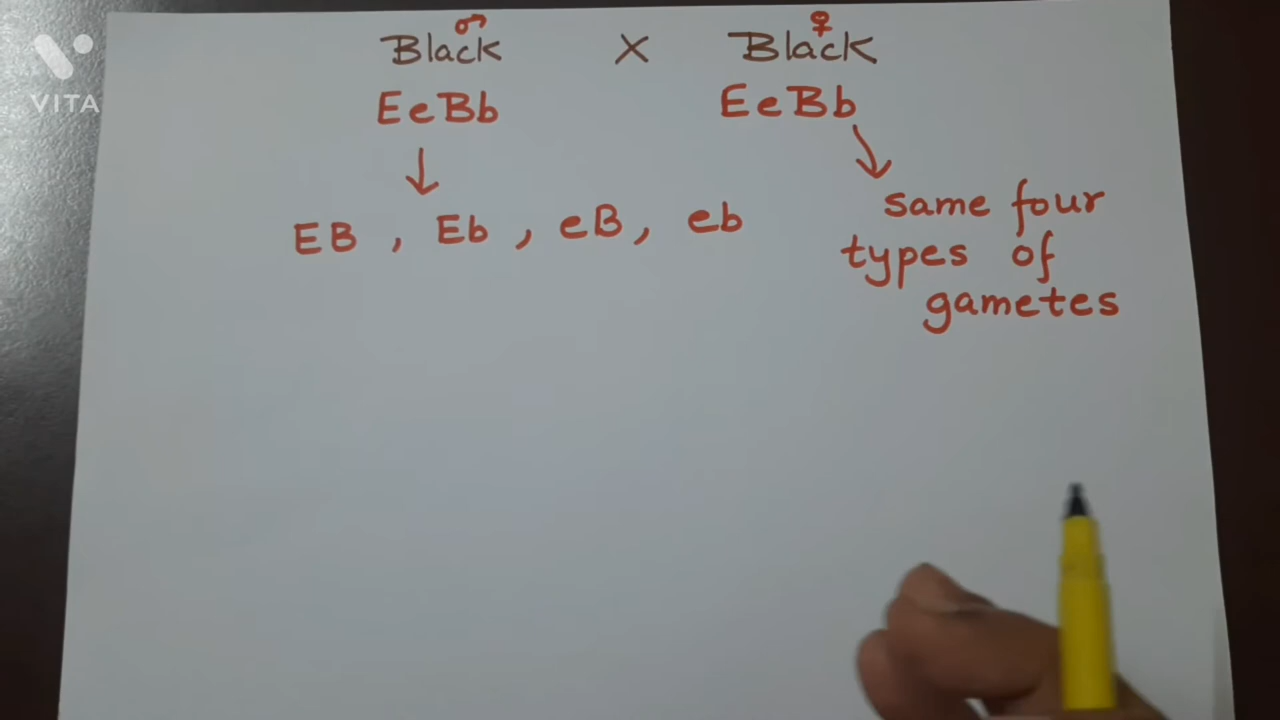 VITA
♂ ♀
Black X Black
EeBb EeBb
EB , Eb , eB , eb
same four
types of
gametes